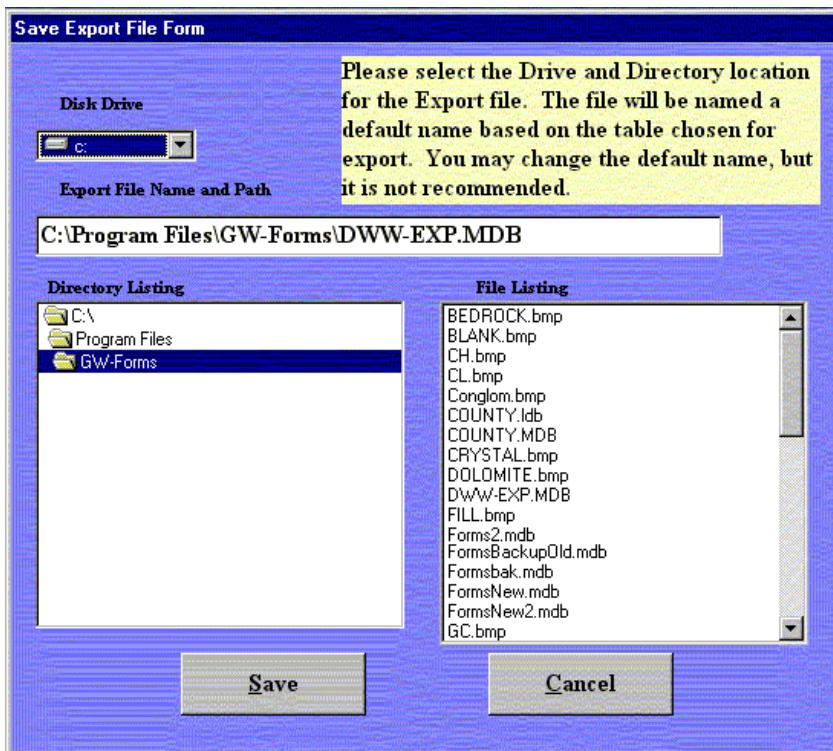 Save Export File Form
Please select the Drive and Directory location
for the Export file. The file will be named a
default name based on the table chosen for
export. You may change the default name, but
it is not recommended.
Disk Drive
c:
Export File Name and Path
C:\Program Files\GW-Forms\DWW-EXP.MDB
Directory Listing
C:\
Program Files
GW-Forms
File Listing
BEDROCK.bmp
BLANK.bmp
CH.bmp
CL.bmp
Conglom.bmp
COUNTY.ldb
COUNTY.MDB
CRYSTAL.bmp
DOLOMITE.bmp
DWW-EXP.MDB
FILL.bmp
Forms2.mdb
FormsBackupOld.mdb
Formsbak.mdb
FormsNew.mdb
FormsNew2.mdb
GC.bmp
Save
Cancel